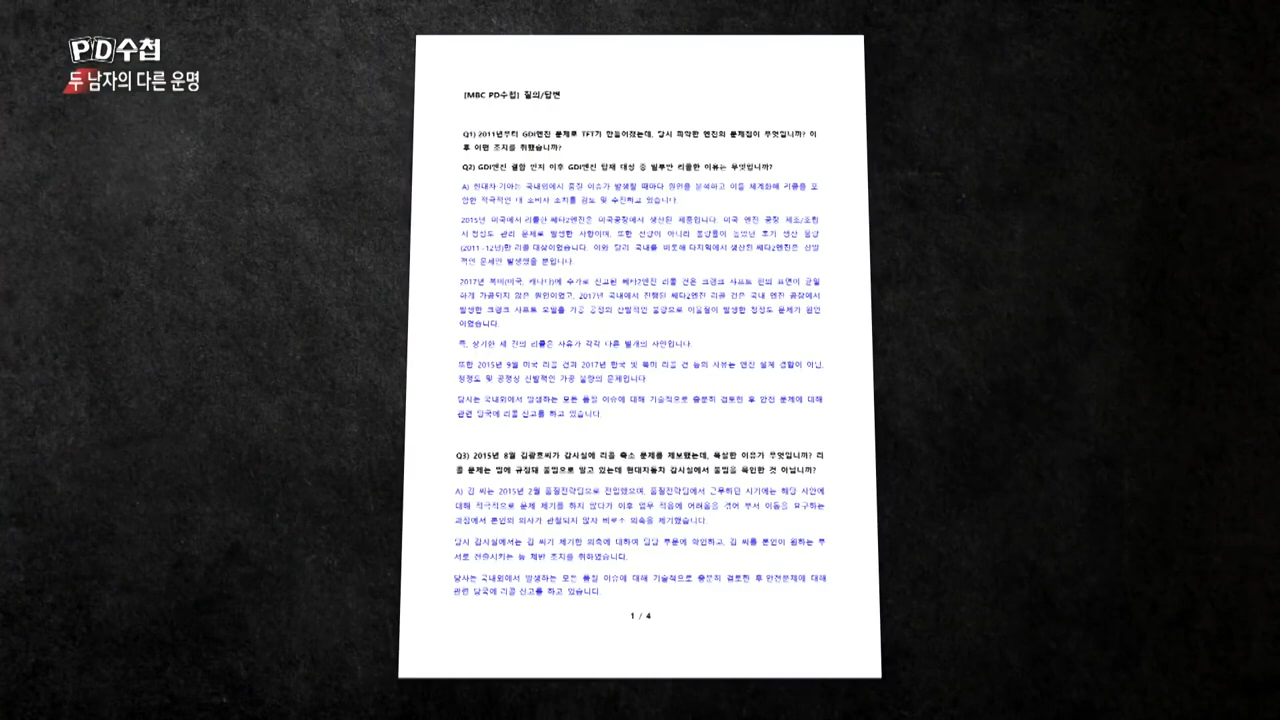 PD수첩
두 남자의 다른 운명
[MBC PD수첩] 질의/답변
Q1) 2011년부터 GDI엔진 문제로 TFT가 만들어졌는데, 당시 파악한 엔진의 문제점이 무엇입니까? 이
후 어떤 조치를 취했습니까?
Q2) GDI엔진 결함 인지 이후 GDI엔진 탑재 대상 중 일부만 리콜한 이유는 무엇입니까?
A) 현대차·기아는 국내외에서 품질 이슈가 발생할 때마다 원인을 분석하고 이를 체계화해 리콜을 포
함한 적극적인 대 소비자 조치를 검토 및 추진하고 있습니다.
2015년 미국에서 리콜한 쎄타2엔진은 미국공장에서 생산된 제품입니다. 미국 엔진 공장 제조/조립
시 청정도 관리 문제로 발생한 사항이며, 또한 전량이 아니라 불량률이 높았던 초기 생산 물량
(2011~12년)만 리콜 대상이었습니다. 이와 달리 국내를 비롯해 타지역에서 생산된 쎄타2엔진은 산발
적인 문제만 발생했을 뿐입니다.
2017년 북미(미국, 캐나다)에 추가로 신고된 쎄타2엔진 리콜 건은 크랭크 샤프트 핀의 표면이 균일
하게 가공되지 않은 원인이었고, 2017년 국내에서 진행된 쎄타2엔진 리콜 건은 국내 엔진 공장에서
발생한 크랭크 샤프트 오일홀 가공 공정의 산발적인 불량으로 이물질이 발생한 청정도 문제가 원인
이었습니다.
즉, 상기한 세 건의 리콜은 사유가 각각 다른 별개의 사안입니다.
또한 2015년 9월 미국 리콜 건과 2017년 한국 및 북미 리콜 건 등의 사유는 엔진 설계 결함이 아닌,
청정도 및 공정상 산발적인 가공 불량의 문제입니다.
당사는 국내외에서 발생하는 모든 품질 이슈에 대해 기술적으로 충분히 검토한 후 안전 문제에 대해
관련 당국에 리콜 신고를 하고 있습니다.
Q3) 2015년 8월 김광호씨가 감사실에 리콜 축소 문제를 제보했는데, 묵살한 이유가 무엇입니까? 리
콜 문제는 법에 규정돼 불법으로 알고 있는데 현대자동차 감사실에서 불법을 묵인한 것 아닙니까?
A) 김 씨는 2015년 2월 품질전략팀으로 전입했으며, 품질전략팀에서 근무하던 시기에는 해당 사안에
대해 적극적으로 문제 제기를 하지 않다가 이후 업무 적응에 어려움을 겪어 부서 이동을 요구하는
과정에서 본인의 의사가 관철되지 않자 비로소 의혹을 제기했습니다.
당시 감사실에서는 김 씨가 제기한 의혹에 대하여 담당 부문에 확인하고, 김 씨를 본인이 원하는 부
서로 전출시키는 등 제반 조치를 취하였습니다.
당사는 국내외에서 발생하는 모든 품질 이슈에 대해 기술적으로 충분히 검토한 후 안전문제에 대해
관련 당국에 리콜 신고를 하고 있습니다.
1 / 4